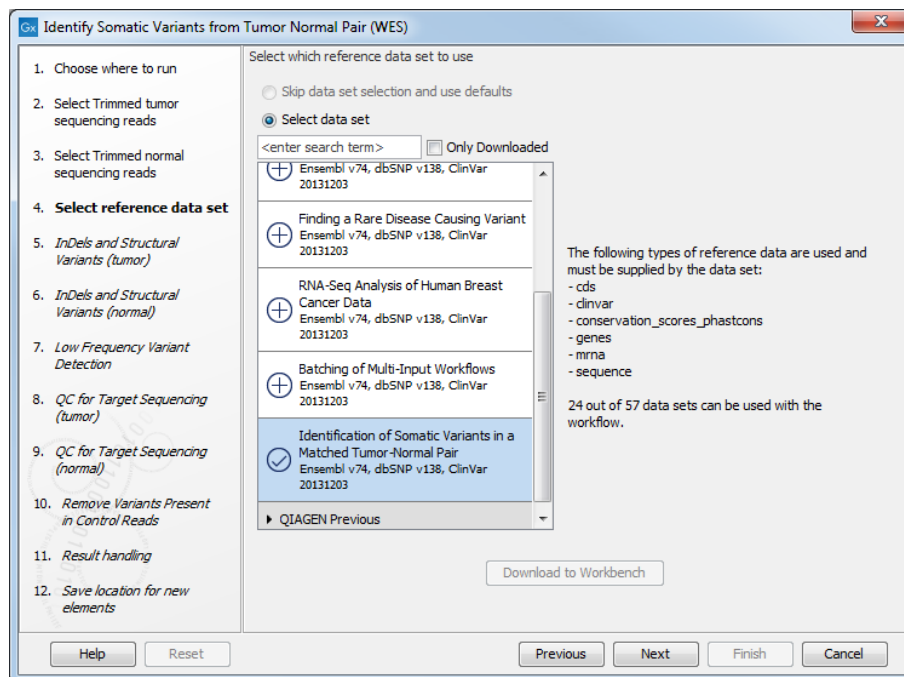 Gx Identify Somatic Variants from Tumor Normal Pair (WES)
1. Choose where to run
2. Select Trimmed tumor
sequencing reads
3. Select Trimmed normal
sequencing reads
4. Select reference data set
5. InDels and Structural
Variants (tumor)
6. InDels and Structural
Variants (normal)
7. Low Frequency Variant
Detection
8. QC for Target Sequencing
(tumor)
9. QC for Target Sequencing
(normal)
10. Remove Variants Present
in Control Reads
11. Result handling
12. Save location for new
elements
Select which reference data set to use
Skip data set selection and use defaults
Select data set
<enter search term> Only Downloaded
Ensembl v74, dbSNP v138, ClinVar
20131203
Finding a Rare Disease Causing Variant
Ensembl v74, dbSNP v138, ClinVar
20131203
RNA-Seq Analysis of Human Breast
Cancer Data
Ensembl v74, dbSNP v138, ClinVar
20131203
Batching of Multi-Input Workflows
Ensembl v74, dbSNP v138, ClinVar
20131203
Identification of Somatic Variants in a
Matched Tumor-Normal Pair
Ensembl v74, dbSNP v138, ClinVar
20131203
QIAGEN Previous
The following types of reference data are used and
must be supplied by the data set:
- cds
- clinvar
- conservation_scores_phastcons
- genes
- mrna
- sequence
24 out of 57 data sets can be used with the
workflow.
Download to Workbench
Help Reset Previous Next Finish Cancel